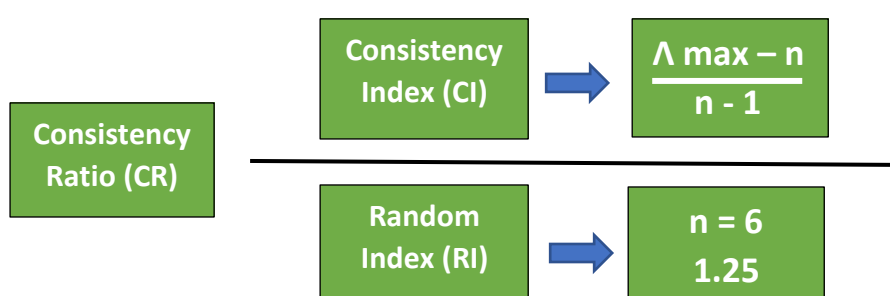 Consistency
Ratio (CR)
Consistency
Index (CI)
Λ max – n
n - 1
Random
Index (RI)
n = 6
1.25